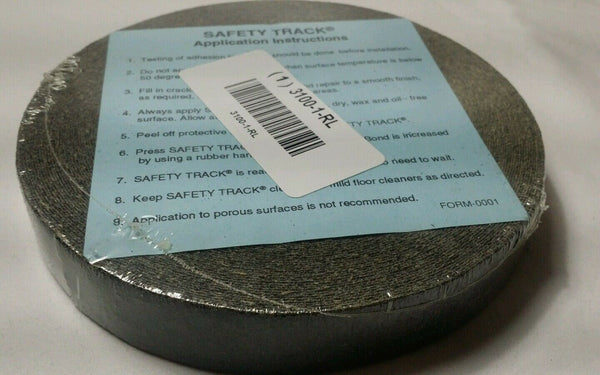 SAFETY TRACK®
Application Instructions
1. Testing of adhesion should be done before installation.
2. Do not surface temperature is below
50 degre
3. Fill in crack repair to a smooth finish,
as required, areas.
4. Always apply dry, wax and oil - free
surface. Allow
5. Peel off protective AFETY TRACK®.
6. Press SAFETY TRAC Bond is increased
by using a rubber
7. SAFETY TRACK® is rea to need to wait.
8. Keep SAFETY TRACK® cl mild floor cleaners as directed.
9. Application to porous surfaces is not recommended.
FORM-0001
(1) 3100-1-RL
3100-1-RL